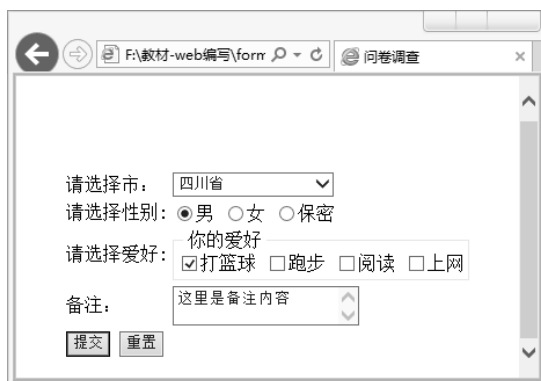 F:\教材-web编写\form
问卷调查
请选择市： 四川省
请选择性别: 男 女 保密
你的爱好
请选择爱好: 打篮球 跑步 阅读 上网
备注： 这里是备注内容
提交 重置